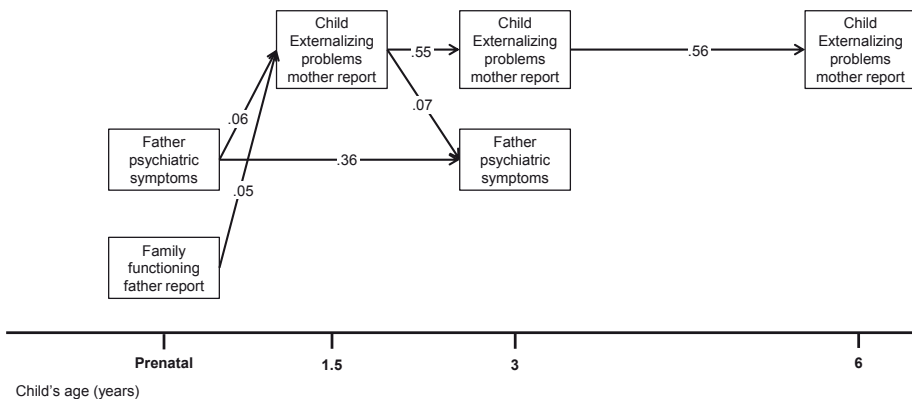 Child
Externalizing
problems
mother report
.55
Child
Externalizing
problems
mother report
.56
Child
Externalizing
problems
mother report
.06
.07
Father
psychiatric
symptoms
.36
Father
psychiatric
symptoms
.05
Family
functioning
father report
Prenatal
1.5
3
6
Child's age (years)